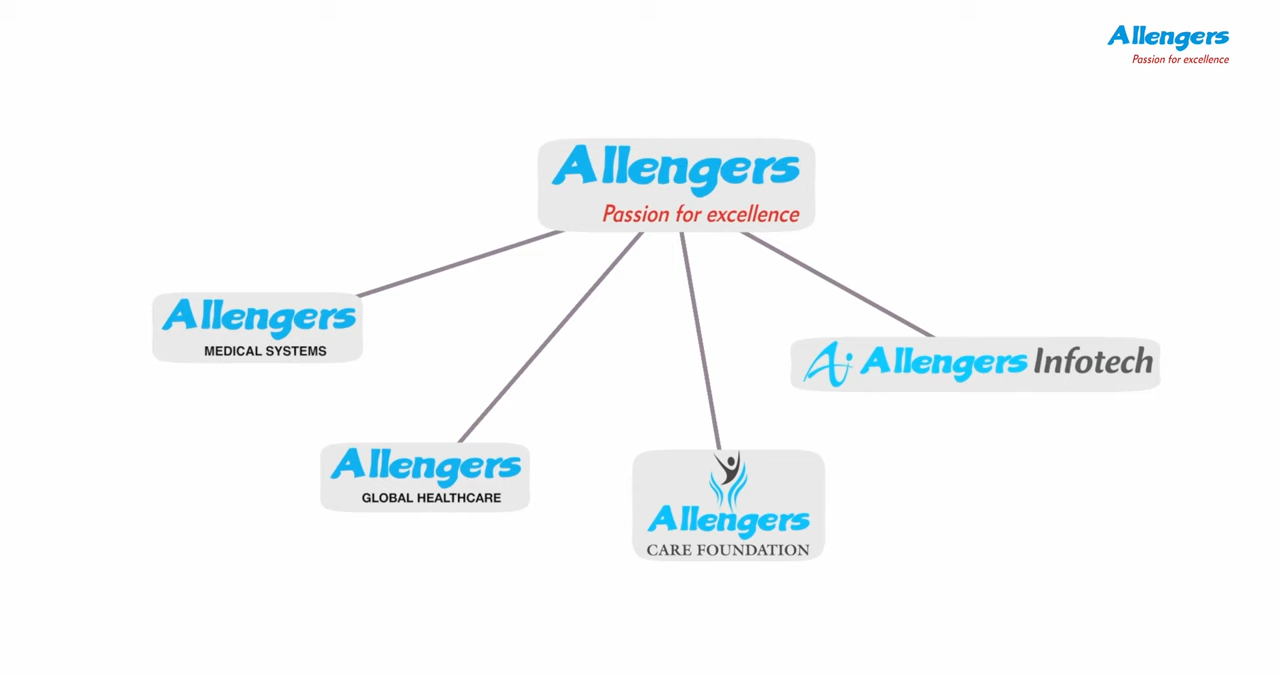 Allengers
Passion for excellence
Allengers
Passion for excellence
Allengers
MEDICAL SYSTEMS
Allengers Infotech
Allengers
GLOBAL HEALTHCARE
Allengers
CARE FOUNDATION